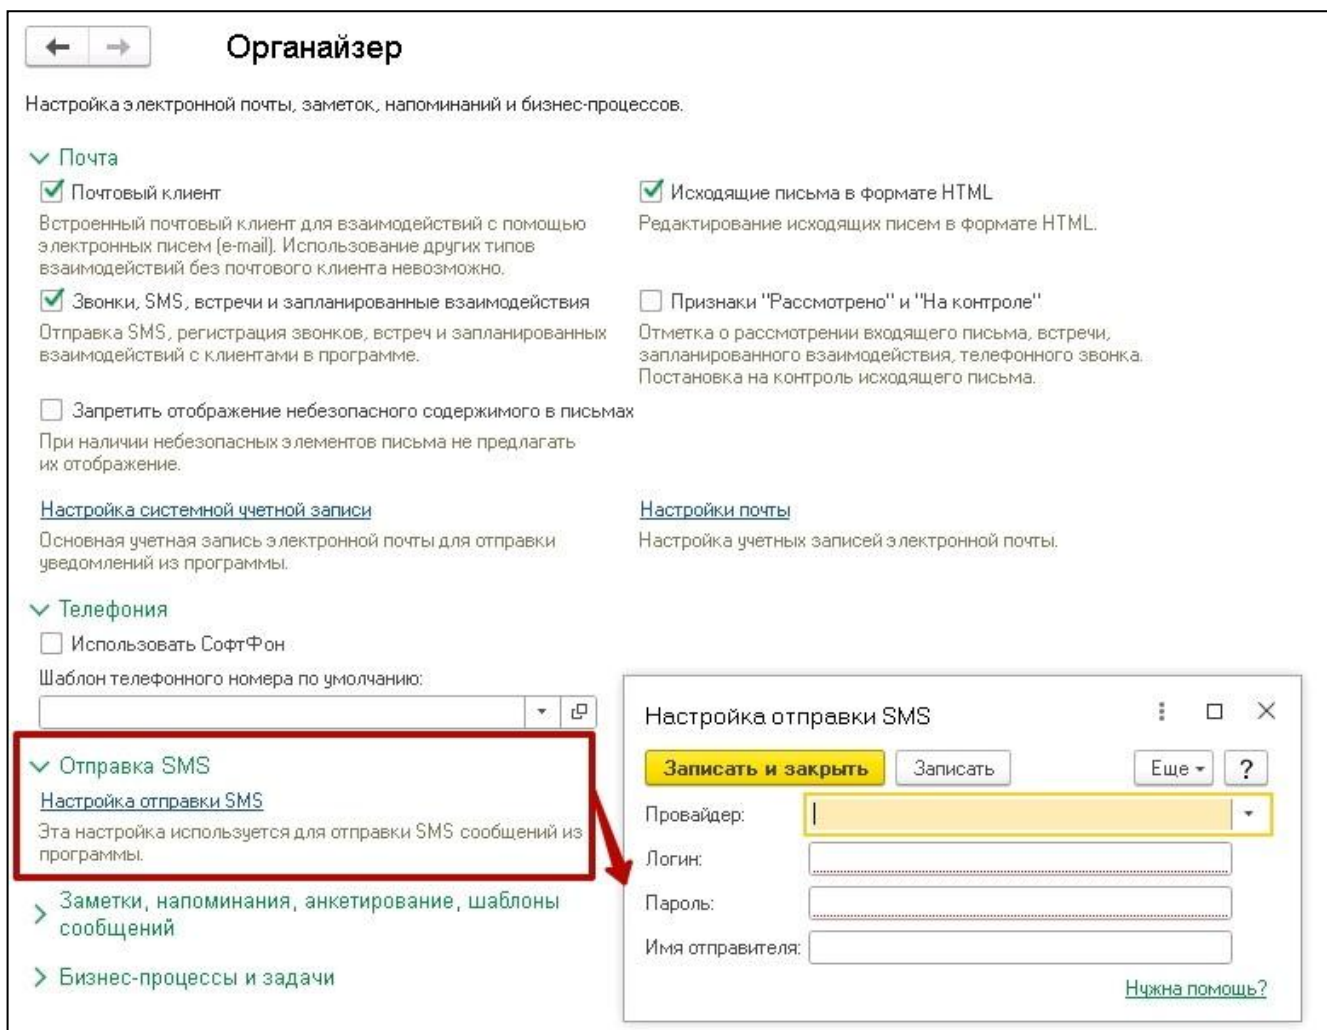 Органайзер
Настройка электронной почты, заметок, напоминаний и бизнес-процессов.
Почта
Почтовый клиент
Встроенный почтовый клиент для взаимодействий с помощью
электронных писем (e-mail). Использование других типов
взаимодействий без почтового клиента невозможно.
Исходящие письма в формате HTML
Редактирование исходящих писем в формате HTML.
Звонки, SMS, встречи и запланированные взаимодействия
Отправка SMS, регистрация звонков, встреч и запланированных
взаимодействий с клиентами в программе.
Признаки "Рассмотрено" и "На контроле"
Отметка о рассмотрении входящего письма, встречи,
запланированного взаимодействия, телефонного звонка.
Постановка на контроль исходящего письма.
Запретить отображение небезопасного содержимого в письмах
При наличии небезопасных элементов письма не предлагать
их отображение.
Настройка системной учетной записи
Основная учетная запись электронной почты для отправки
уведомлений из программы.
Настройки почты
Настройка учетных записей электронной почты.
Телефония
Использовать СофтФон
Шаблон телефонного номера по умолчанию:
Отправка SMS
Настройка отправки SMS
Эта настройка используется для отправки SMS сообщений из
программы.
Заметки, напоминания, анкетирование, шаблоны
сообщений
Бизнес-процессы и задачи
Настройка отправки SMS
Записать и закрыть
Записать
Еще
?
Провайдер:
Логин:
Пароль:
Имя отправителя:
Нужна помощь?